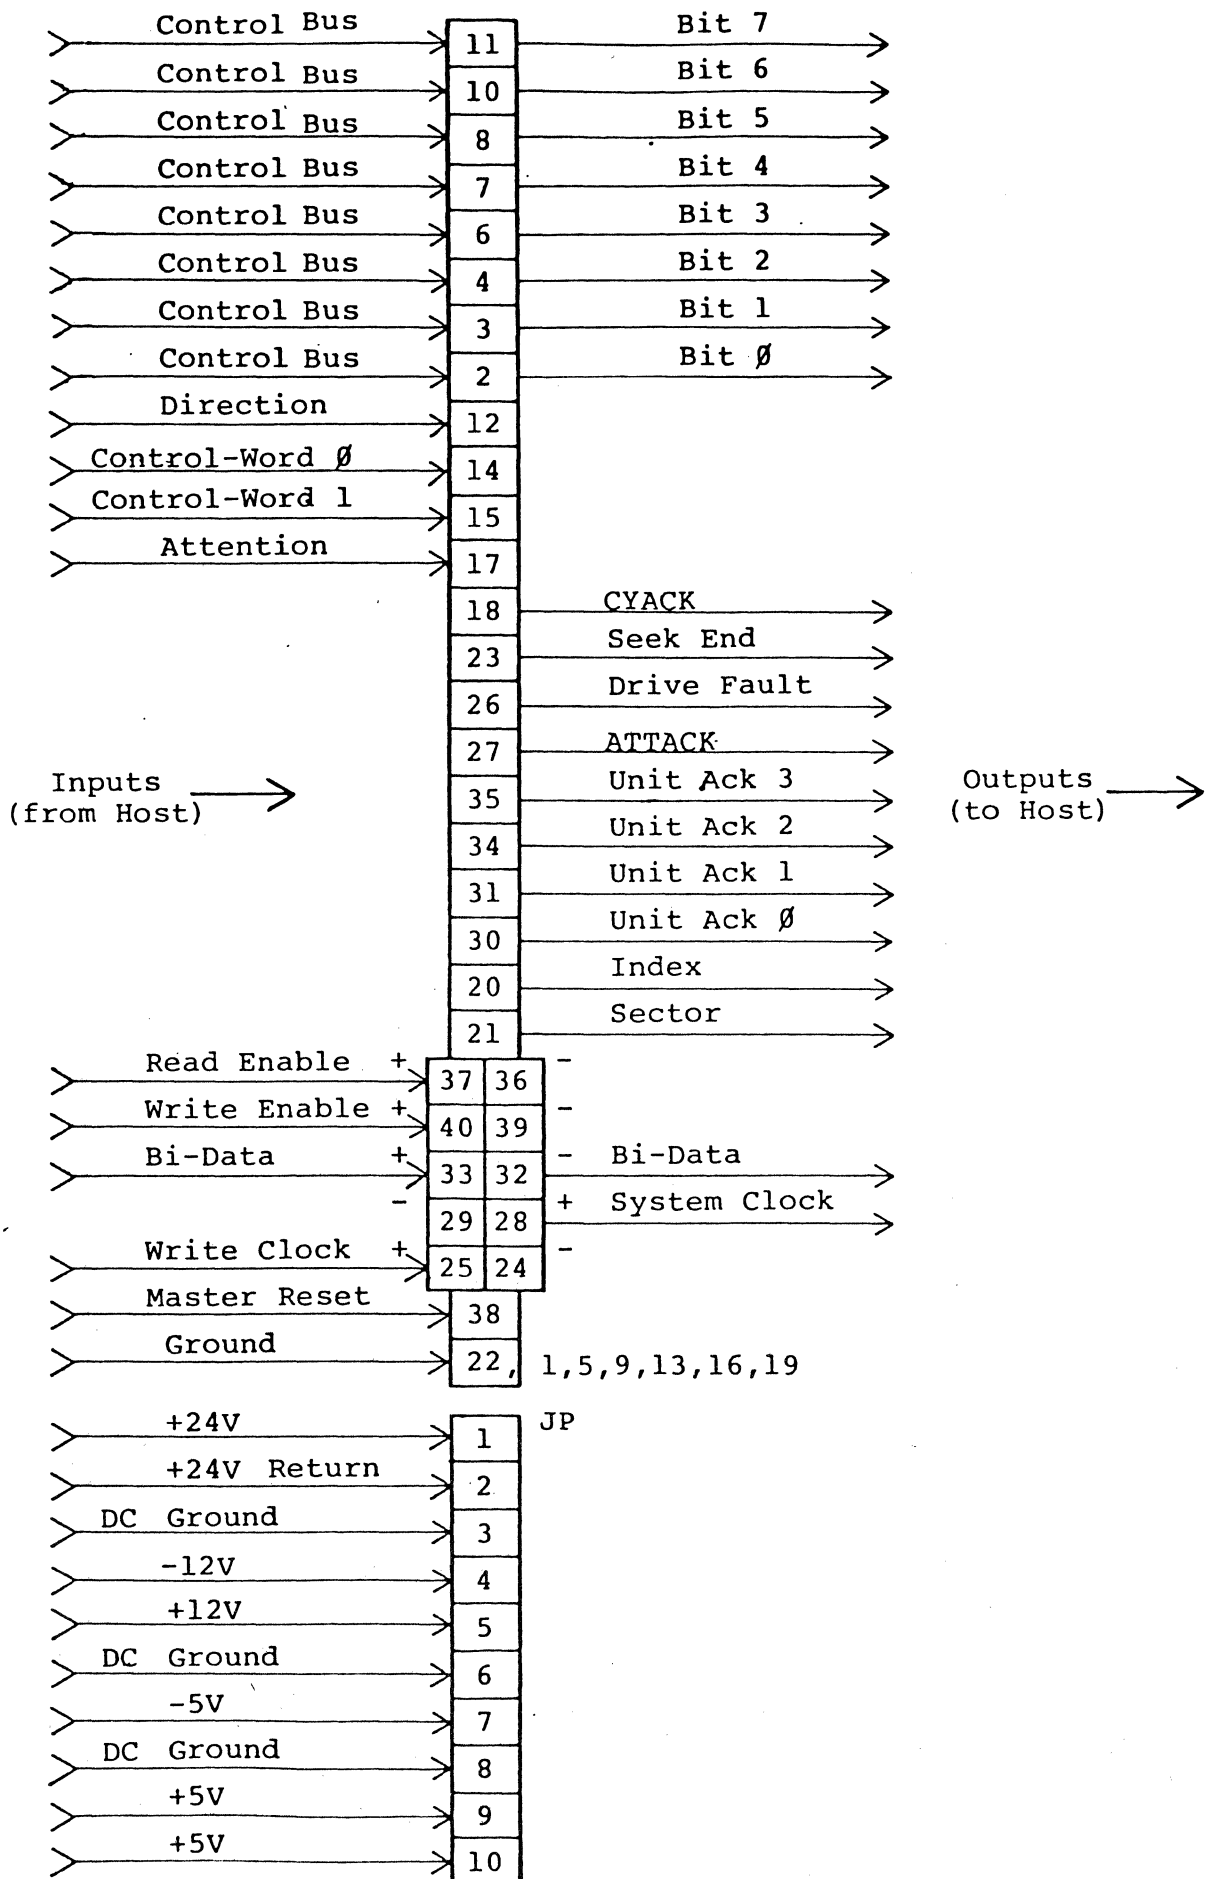 Control Bus 11 Bit 7
Control Bus 10 Bit 6
Control Bus 8 Bit 5
Control Bus 7 Bit 4
Control Bus 6 Bit 3
Control Bus 4 Bit 2
Control Bus 3 Bit 1
Control Bus 2 Bit Ø
Direction 12
Control-Word Ø 14
Control-Word 1 15
Attention 17
18 CYACK
23 Seek End
26 Drive Fault
27 ATTACK
Inputs
(from Host)
35 Unit Ack 3
Outputs
(to Host)
34 Unit Ack 2
31 Unit Ack 1
30 Unit Ack Ø
20 Index
21 Sector
Read Enable + 37 36 -
Write Enable + 40 39 -
Bi-Data + 33 32 - Bi-Data
- 29 28 + System Clock
Write Clock + 25 24 -
Master Reset 38
Ground 22, 1,5,9,13,16,19
JP
+24V 1
+24V Return 2
DC Ground 3
-12V 4
+12V 5
DC Ground 6
-5V 7
DC Ground 8
+5V 9
+5V 10